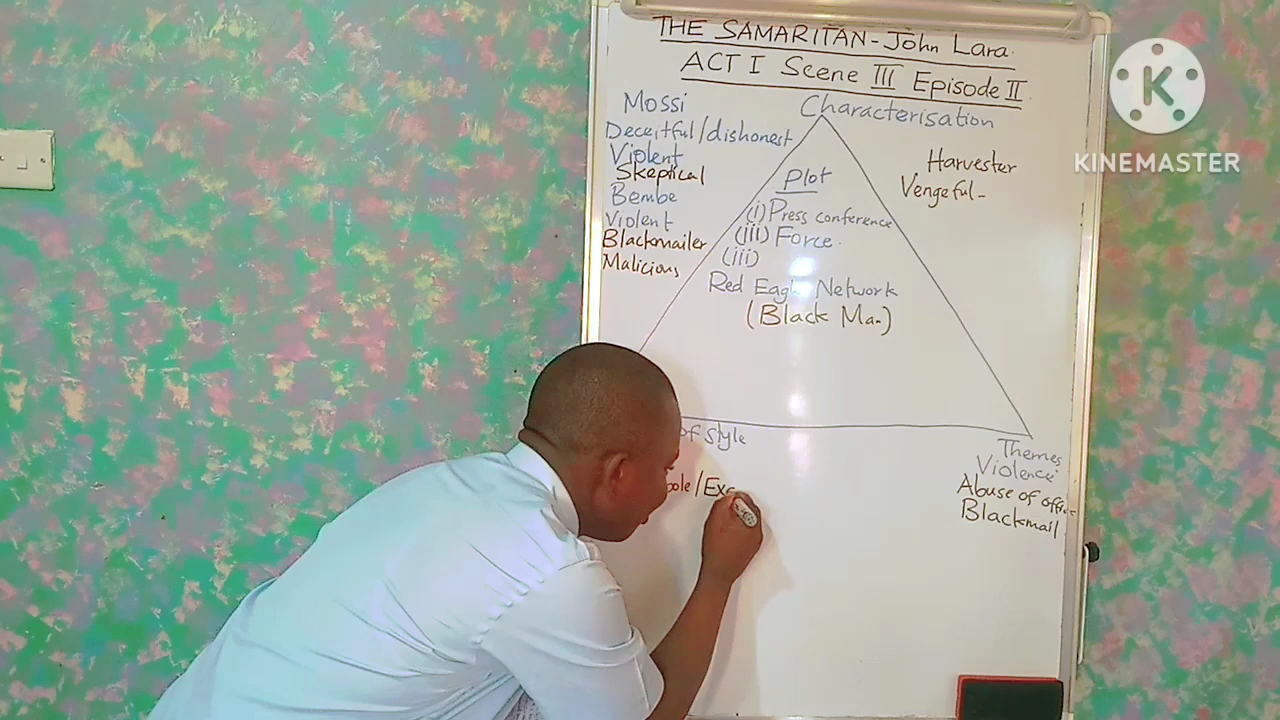 THE SAMARITAN - John Lara.
ACT I Scene III Episode II
Mossi
Characterisation
Deceitful/dishonest
Violent
Skeptical
Bembe
Violent
Blackmailer
Malicious
Plot
(i) Press conference
(iii) Force.
(iii)
Red Eagle Network
(Black Man)
Harvester
Vengeful-
of style
Themes
Violence
Abuse of office
Blackmail
K
KINEMASTER